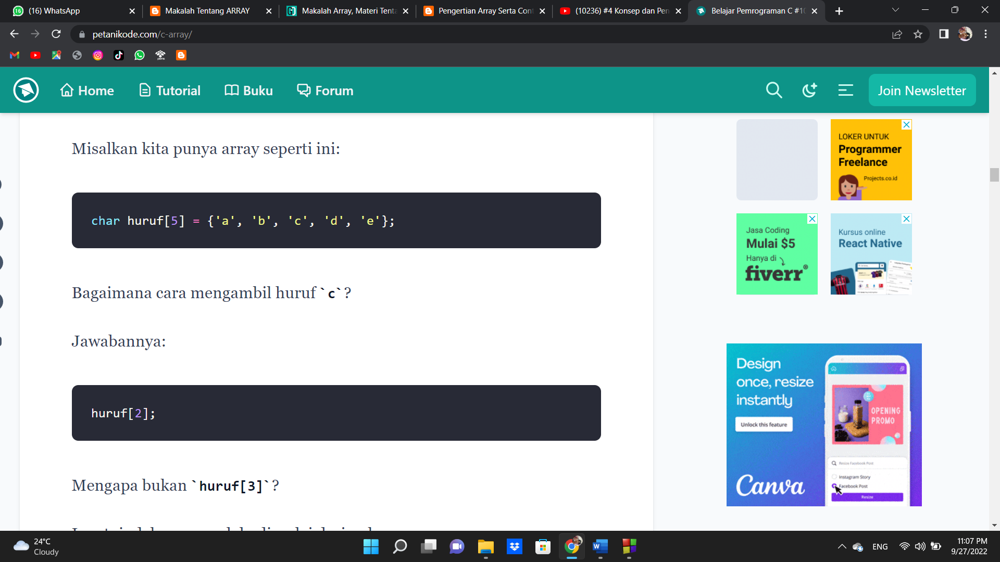 (16) WhatsApp
Makalah Tentang ARRAY
Makalah Array, Materi Tenta
Pengertian Array Serta Cont
(10236) #4 Konsep dan Pen
Belajar Pemrograman C #10
petanikode.com/c-array/
Home
Tutorial
Buku
Forum
Join Newsletter
Misalkan kita punya array seperti ini:
char huruf[5] = {'a', 'b', 'c', 'd', 'e'};
Bagaimana cara mengambil huruf `c`?
Jawabannya:
huruf[2];
Mengapa bukan `huruf[3]`?
LOKER UNTUK
Programmer
Freelance
Projects.co.id
Jasa Coding
Mulai $5
Hanya di
fiverr®
Kursus online
React Native
Design
once, resize
instantly
Unlock this feature
Canva
OPENING
PROMO
Resize Facebook Post
Instagram Story
Facebook Post
Resize
24°C
Cloudy
ENG
11:07 PM
9/27/2022